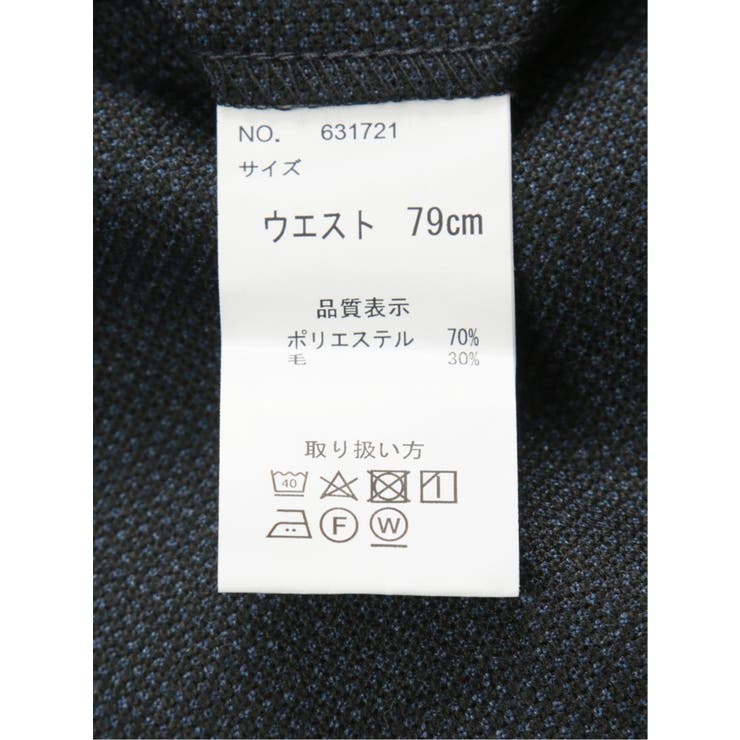 NO. 631721
サイズ
ウエスト 79cm
品質表示
ポリエステル 70%
毛 30%
取り扱い方
40
F W